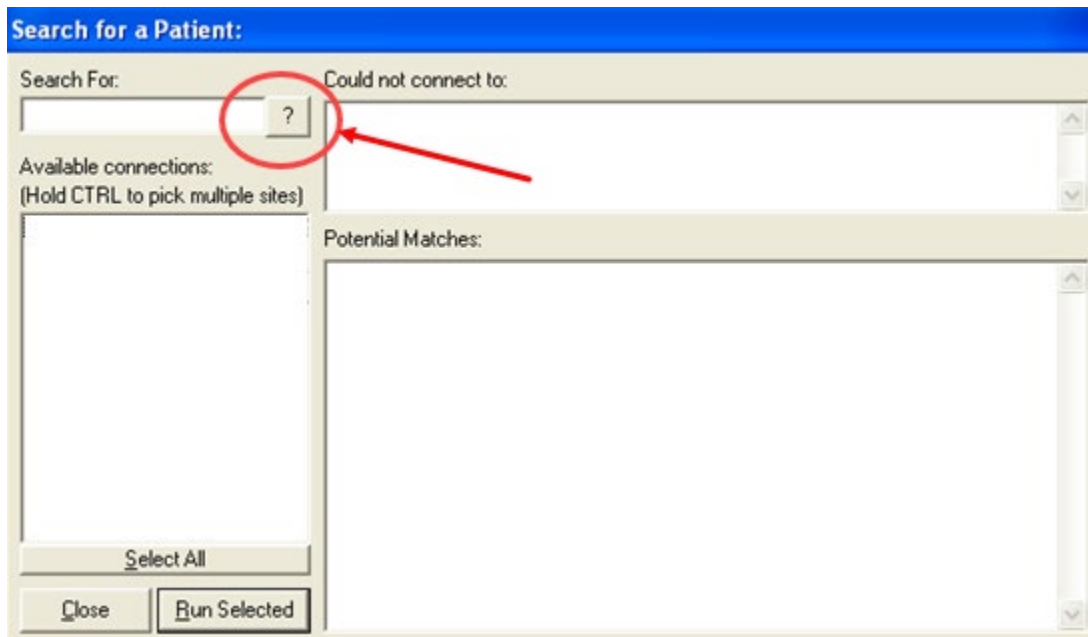 Search for a Patient:
Search For:
?
Could not connect to:
Available connections:
(Hold CTRL to pick multiple sites)
Potential Matches:
Select All
Close
Run Selected